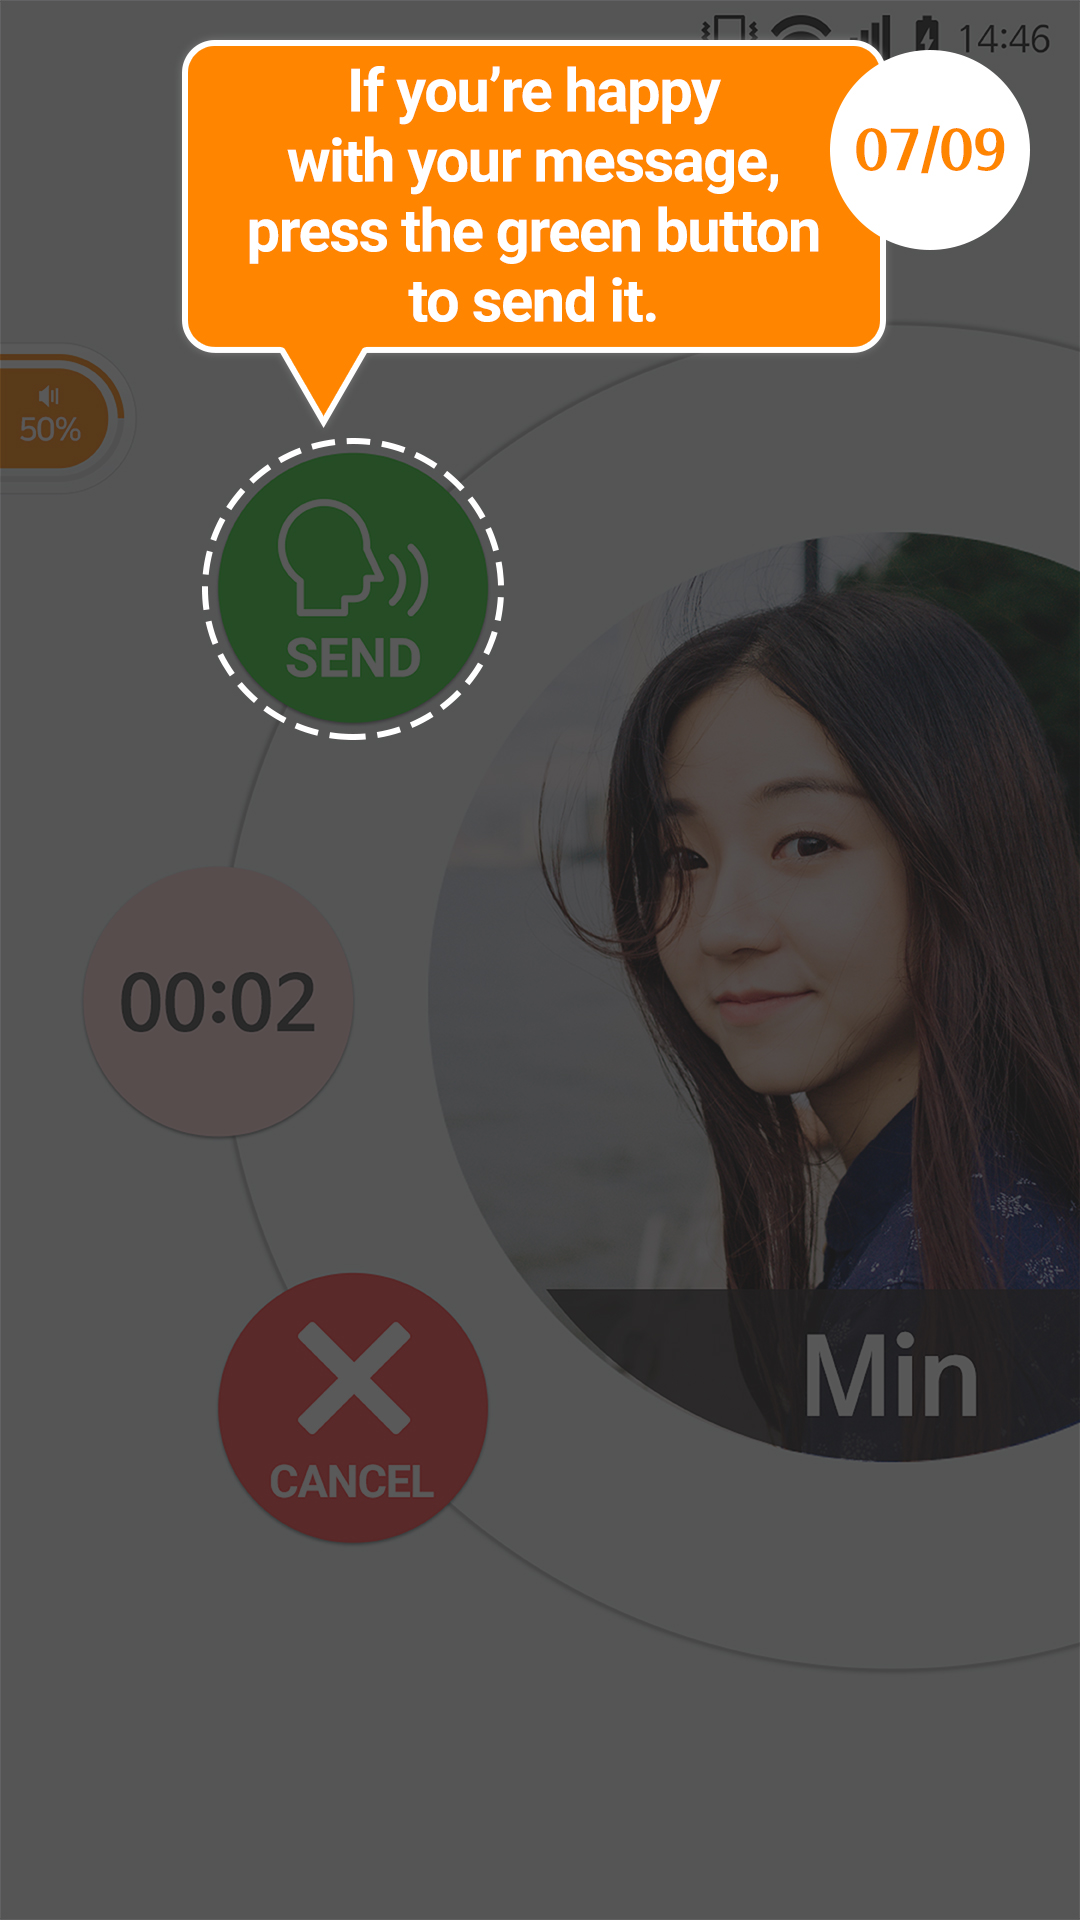 14:46
If you’re happy
with your message,
press the green button
to send it.
07/09
50%
SEND
00:02
Min
CANCEL